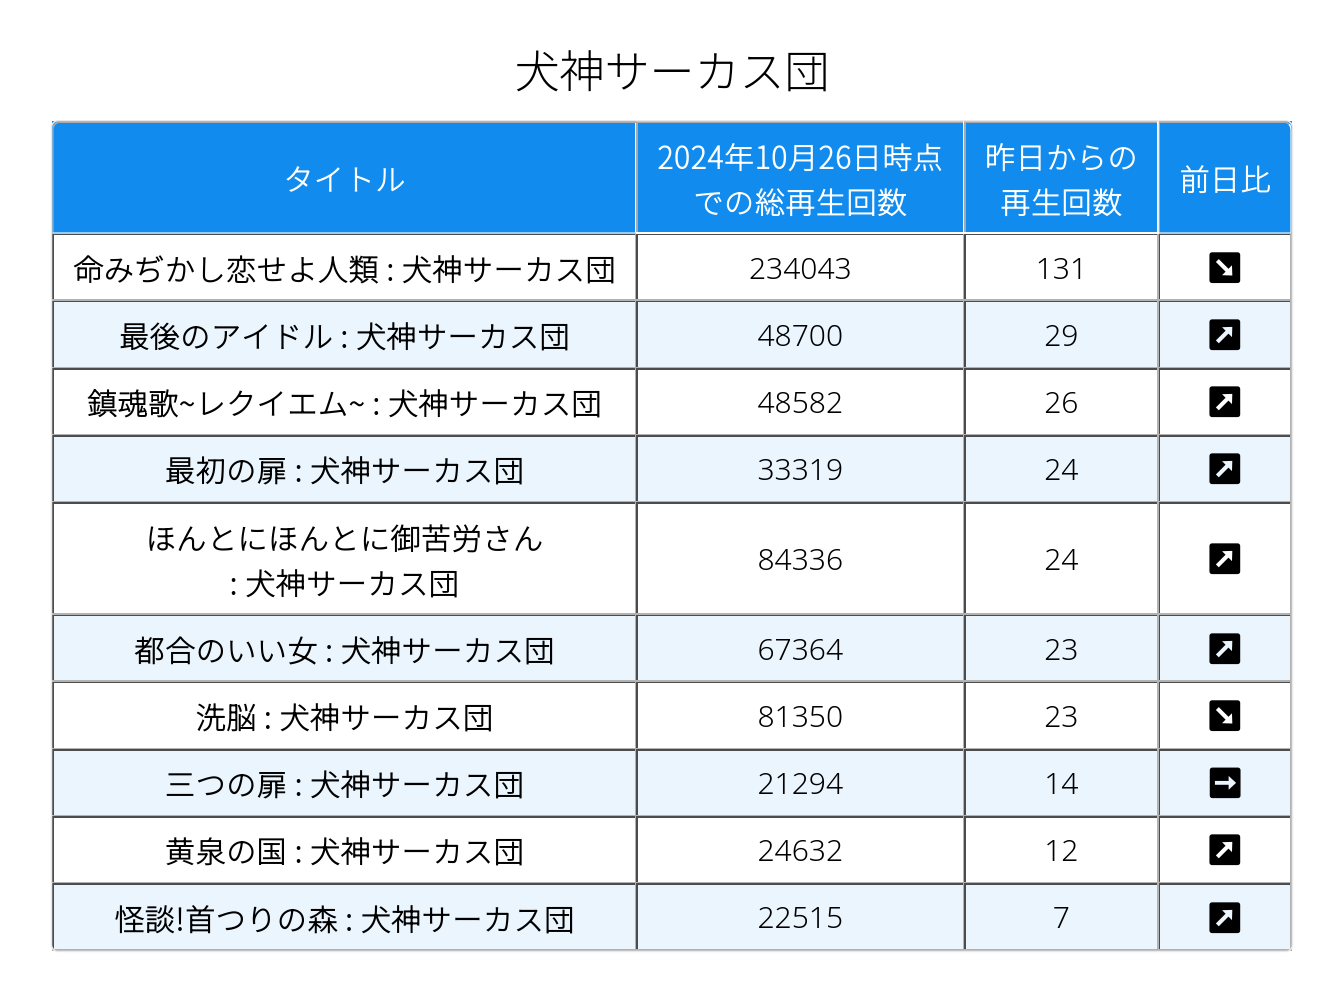 犬神サーカス団
タイトル
2024年10月26日時点
での総再生回数
昨日からの
再生回数
前日比
命みぢかし恋せよ人類 : 犬神サーカス団 234043 131 ↘
最後のアイドル : 犬神サーカス団 48700 29 ↗
鎮魂歌~レクイエム~ : 犬神サーカス団 48582 26 ↗
最初の扉 : 犬神サーカス団 33319 24 ↗
ほんとにほんとに御苦労さん
: 犬神サーカス団 84336 24 ↗
都合のいい女 : 犬神サーカス団 67364 23 ↗
洗脳 : 犬神サーカス団 81350 23 ↘
三つの扉 : 犬神サーカス団 21294 14 →
黄泉の国 : 犬神サーカス団 24632 12 ↗
怪談!首つりの森 : 犬神サーカス団 22515 7 ↗